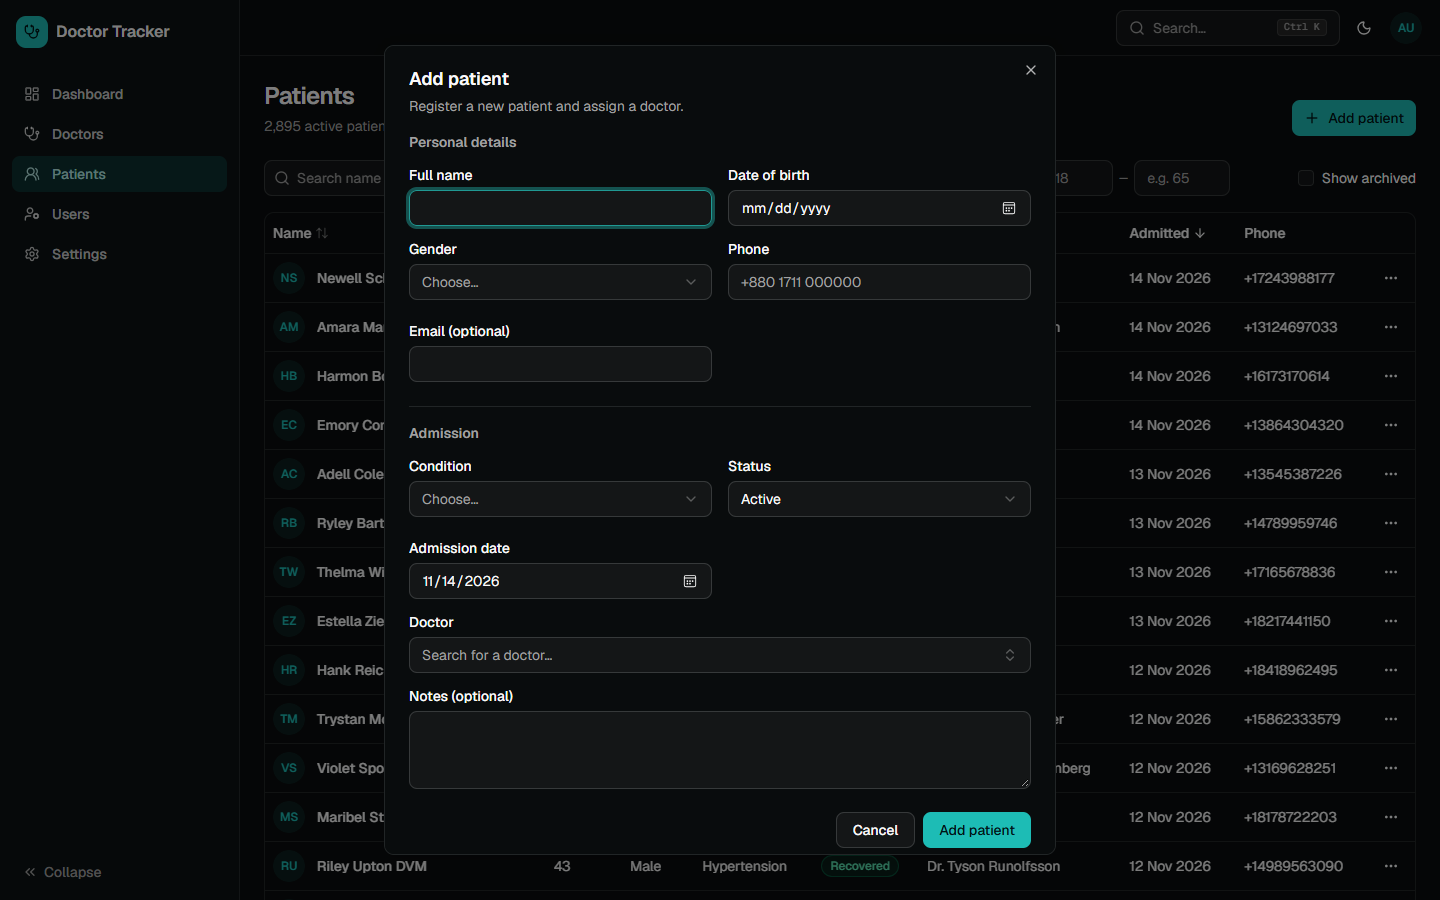 Doctor Tracker
Search...
Ctrl K
AU
Dashboard
Doctors
Patients
Users
Settings
Collapse
Patients
2,895 active patien
Add patient
Search name
18
–
e.g. 65
Show archived
Name
Admitted
Phone
NS Newell Sc 14 Nov 2026 +17243988177
AM Amara Ma 14 Nov 2026 +13124697033
HB Harmon Be 14 Nov 2026 +16173170614
EC Emory Cor 14 Nov 2026 +13864304320
AC Adell Cole 13 Nov 2026 +13545387226
RB Ryley Bart 13 Nov 2026 +14789959746
TW Thelma Wi 13 Nov 2026 +17165678836
EZ Estella Zie 13 Nov 2026 +18217441150
HR Hank Reic 12 Nov 2026 +18418962495
TM Trystan Mc er 12 Nov 2026 +15862333579
VS Violet Spo nberg 12 Nov 2026 +13169628251
MS Maribel St 12 Nov 2026 +18178722203
RU Riley Upton DVM 43 Male Hypertension Recovered Dr. Tyson Runolfsson 12 Nov 2026 +14989563090
Add patient
Register a new patient and assign a doctor.
Personal details
Full name
Date of birth
mm/dd/yyyy
Gender
Choose...
Phone
+880 1711 000000
Email (optional)
Admission
Condition
Choose...
Status
Active
Admission date
11/14/2026
Doctor
Search for a doctor...
Notes (optional)
Cancel
Add patient